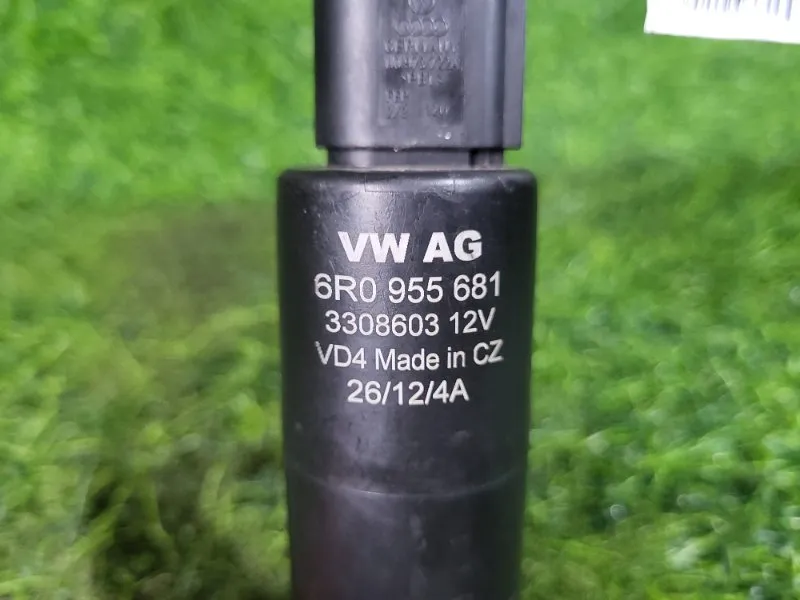 VW AG
6R0 955 681
3308603 12V
VD4 Made in CZ
26/12/4A